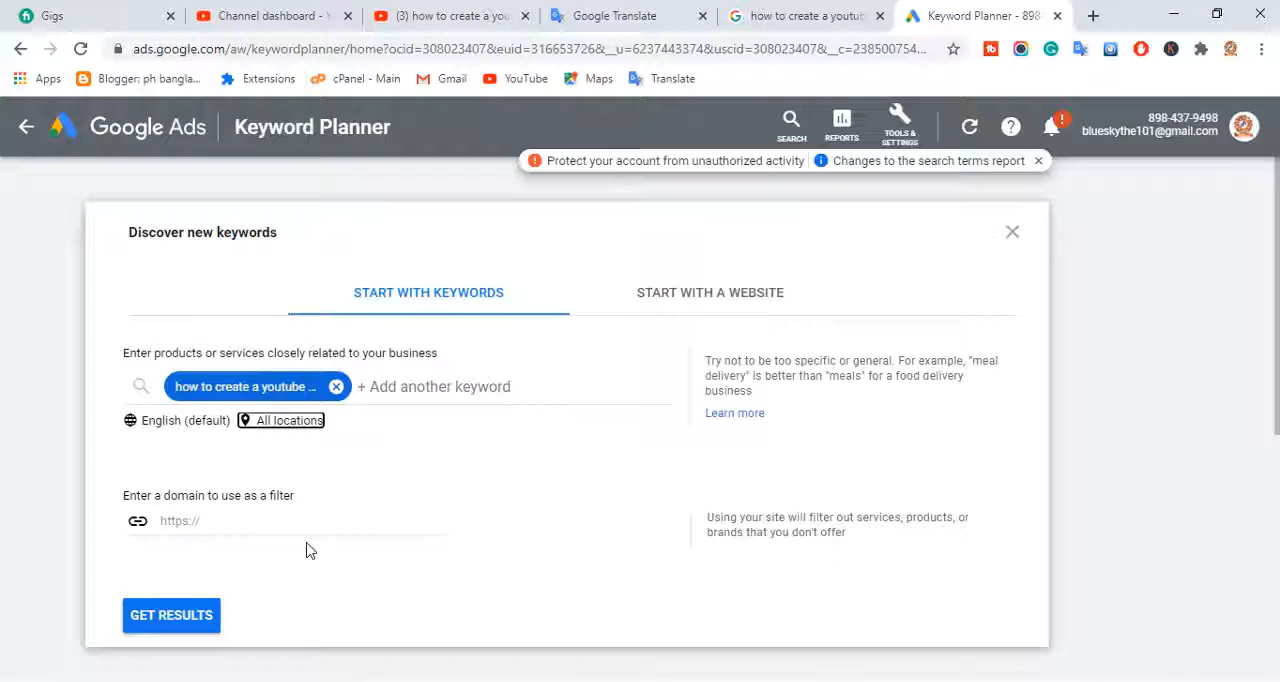 Gigs
Channel dashboard - Y
(3) how to create a you
Google Translate
how to create a youtub
Keyword Planner - 898
ads.google.com/aw/keywordplanner/home?ocid=308023407&euid=316653726&__u=6237443374&uscid=308023407&__c=238500754...
Apps
Blogger: ph bangla...
Extensions
cPanel - Main
Gmail
YouTube
Maps
Translate
Google Ads
Keyword Planner
SEARCH
REPORTS
TOOLS &
SETTINGS
898-437-9498
blueskythe101@gmail.com
Protect your account from unauthorized activity
Changes to the search terms report
Discover new keywords
START WITH KEYWORDS
START WITH A WEBSITE
Enter products or services closely related to your business
how to create a youtube ...
+ Add another keyword
English (default)
All locations
Try not to be too specific or general. For example, "meal
delivery" is better than "meals" for a food delivery
business
Learn more
Enter a domain to use as a filter
https://
Using your site will filter out services, products, or
brands that you don't offer
GET RESULTS